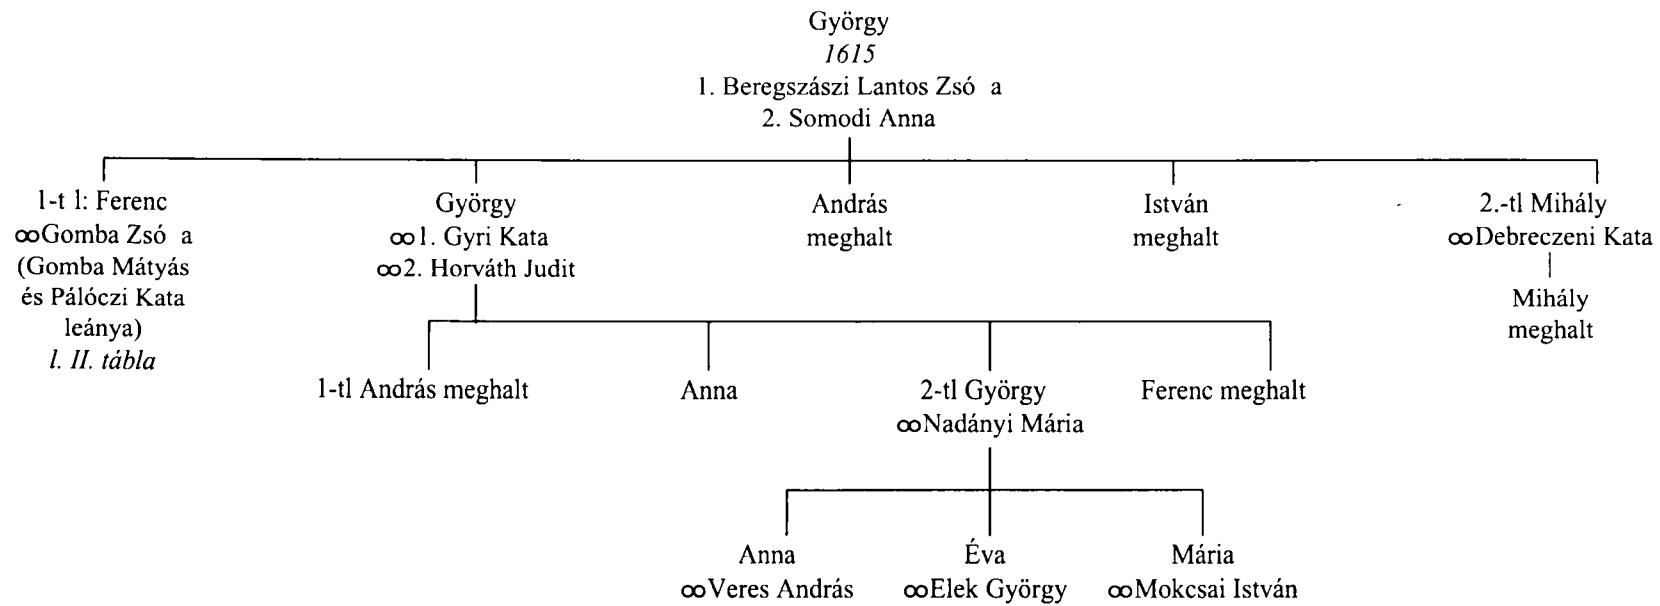 György
1615
1. Beregszászi Lantos Zsó a
2. Somodi Anna
1-t l: Ferenc
∞Gomba Zsó a
(Gomba Mátyás
és Pálóczi Kata
leánya)
l. II. tábla
György
∞1. Gyri Kata
∞2. Horváth Judit
András
meghalt
István
meghalt
2.-tl Mihály
∞Debreczeni Kata
Mihály
meghalt
1-tl András meghalt
Anna
2-tl György
∞Nadányi Mária
Ferenc meghalt
Anna
∞Veres András
Éva
∞Elek György
Mária
∞Mokcsai István